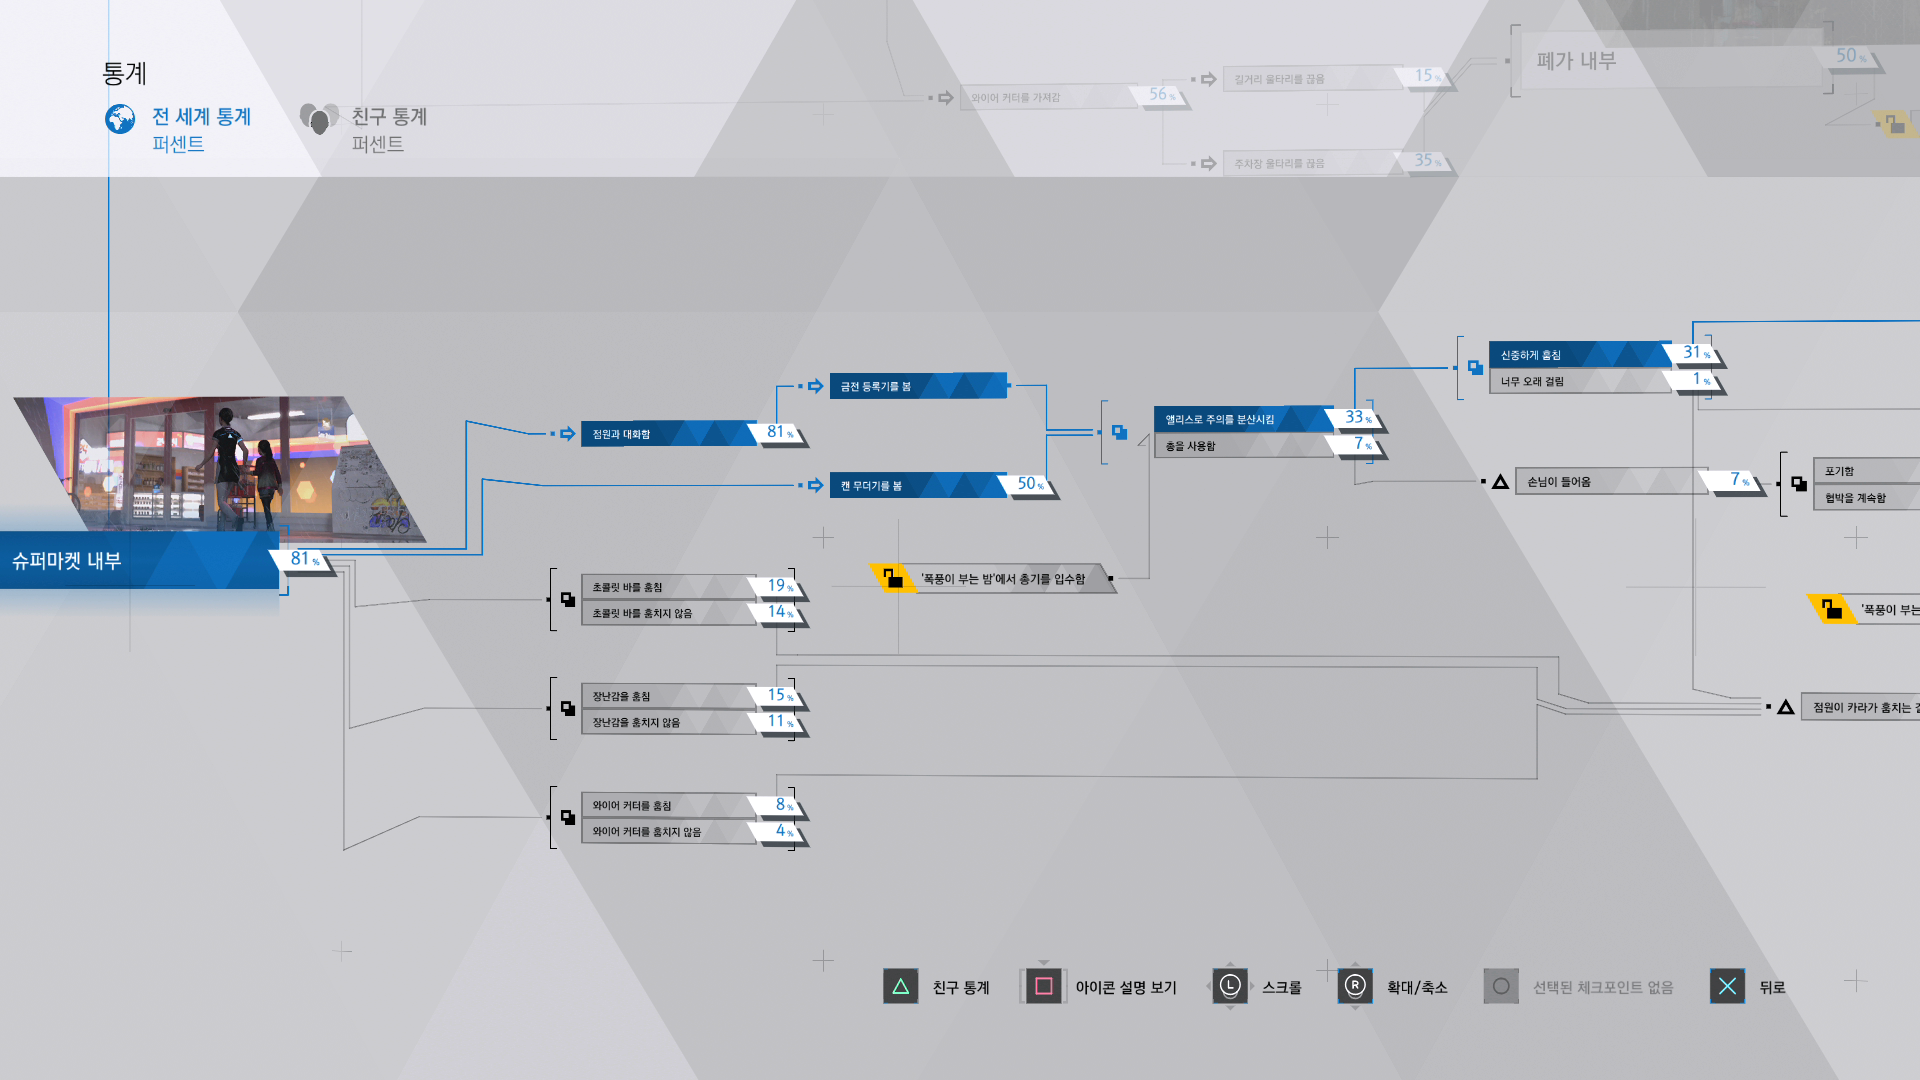 통계
전 세계 통계
퍼센트
친구 통계
퍼센트
와이어 커터를 가져감
56 %
길거리 울타리를 끊음
15 %
주차장 울타리를 끊음
35 %
폐가 내부
50 %
슈퍼마켓 내부
81 %
점원과 대화함
81 %
금전 등록기를 봄
캔 무더기를 봄
50 %
앨리스로 주의를 분산시킴
33 %
총을 사용함
7 %
신중하게 훔침
31 %
너무 오래 걸림
1 %
손님이 들어옴
7 %
포기함
협박을 계속함
'폭풍이 부는 밤'에서 총기를 입수함
'폭풍이 부는
초콜릿 바를 훔침
19 %
초콜릿 바를 훔치지 않음
14 %
장난감을 훔침
15 %
장난감을 훔치지 않음
11 %
점원이 카라가 훔치는
와이어 커터를 훔침
8 %
와이어 커터를 훔치지 않음
4 %
친구 통계
아이콘 설명 보기
L
스크롤
R
확대/축소
선택된 체크포인트 없음
뒤로